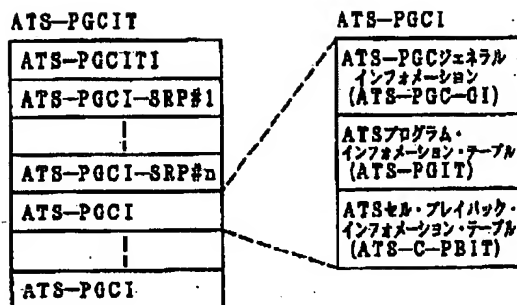 ATS-PGCIT
ATS-PGCITI
ATS-PGCI-SRP#1
ATS-PGCI-SRP#n
ATS-PGCI
ATS-PGCI
ATS-PGCI
ATS-PGCジェネラル
インフォメーション
(ATS-PGC-GI)
ATSプログラム・
インフォメーション・テーブル
(ATS-PGIT)
ATSセル・プレイバック・
インフォメーション・テーブル
(ATS-C-PBIT)